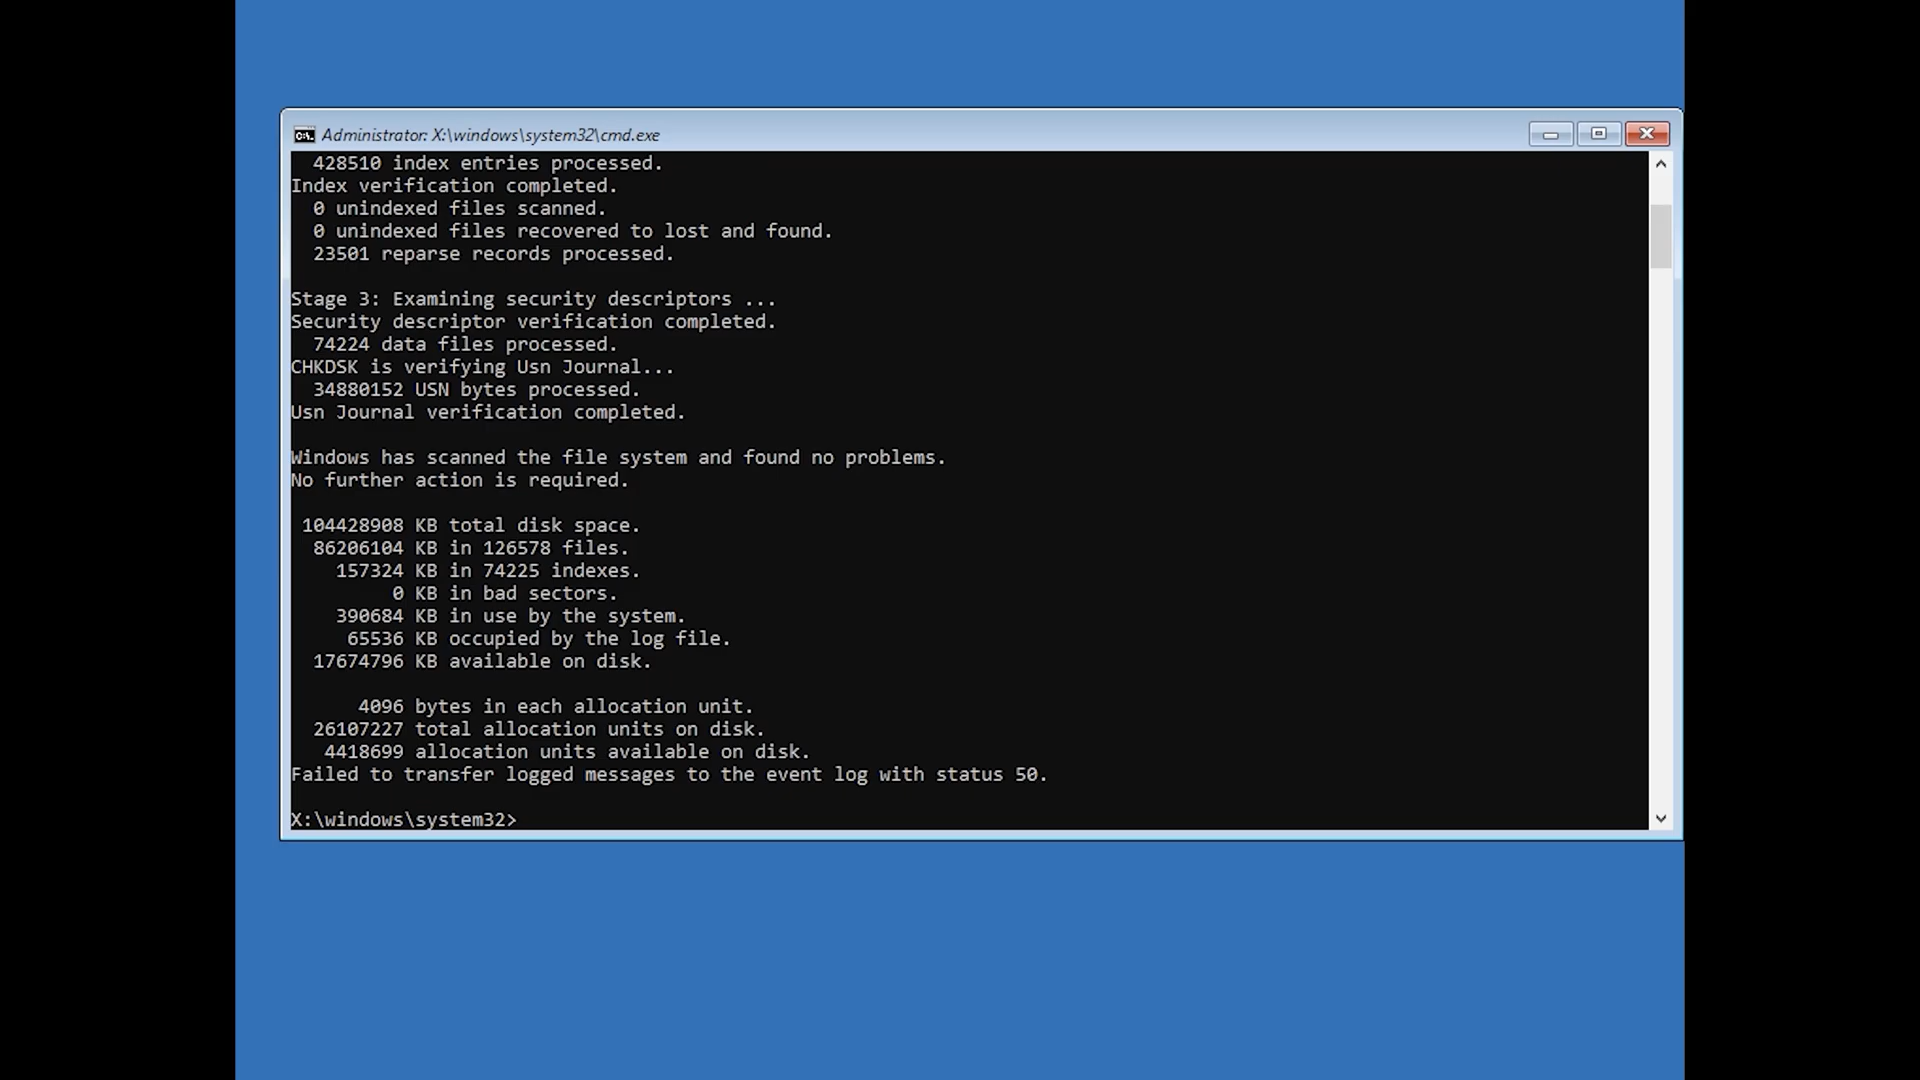 Administrator: X:\windows\system32\cmd.exe
428510 index entries processed.
Index verification completed.
0 unindexed files scanned.
0 unindexed files recovered to lost and found.
23501 reparse records processed.
Stage 3: Examining security descriptors ...
Security descriptor verification completed.
74224 data files processed.
CHKDSK is verifying Usn Journal...
34880152 USN bytes processed.
Usn Journal verification completed.
Windows has scanned the file system and found no problems.
No further action is required.
104428908 KB total disk space.
86206104 KB in 126578 files.
157324 KB in 74225 indexes.
0 KB in bad sectors.
390684 KB in use by the system.
65536 KB occupied by the log file.
17674796 KB available on disk.
4096 bytes in each allocation unit.
26107227 total allocation units on disk.
4418699 allocation units available on disk.
Failed to transfer logged messages to the event log with status 50.
X:\windows\system32>